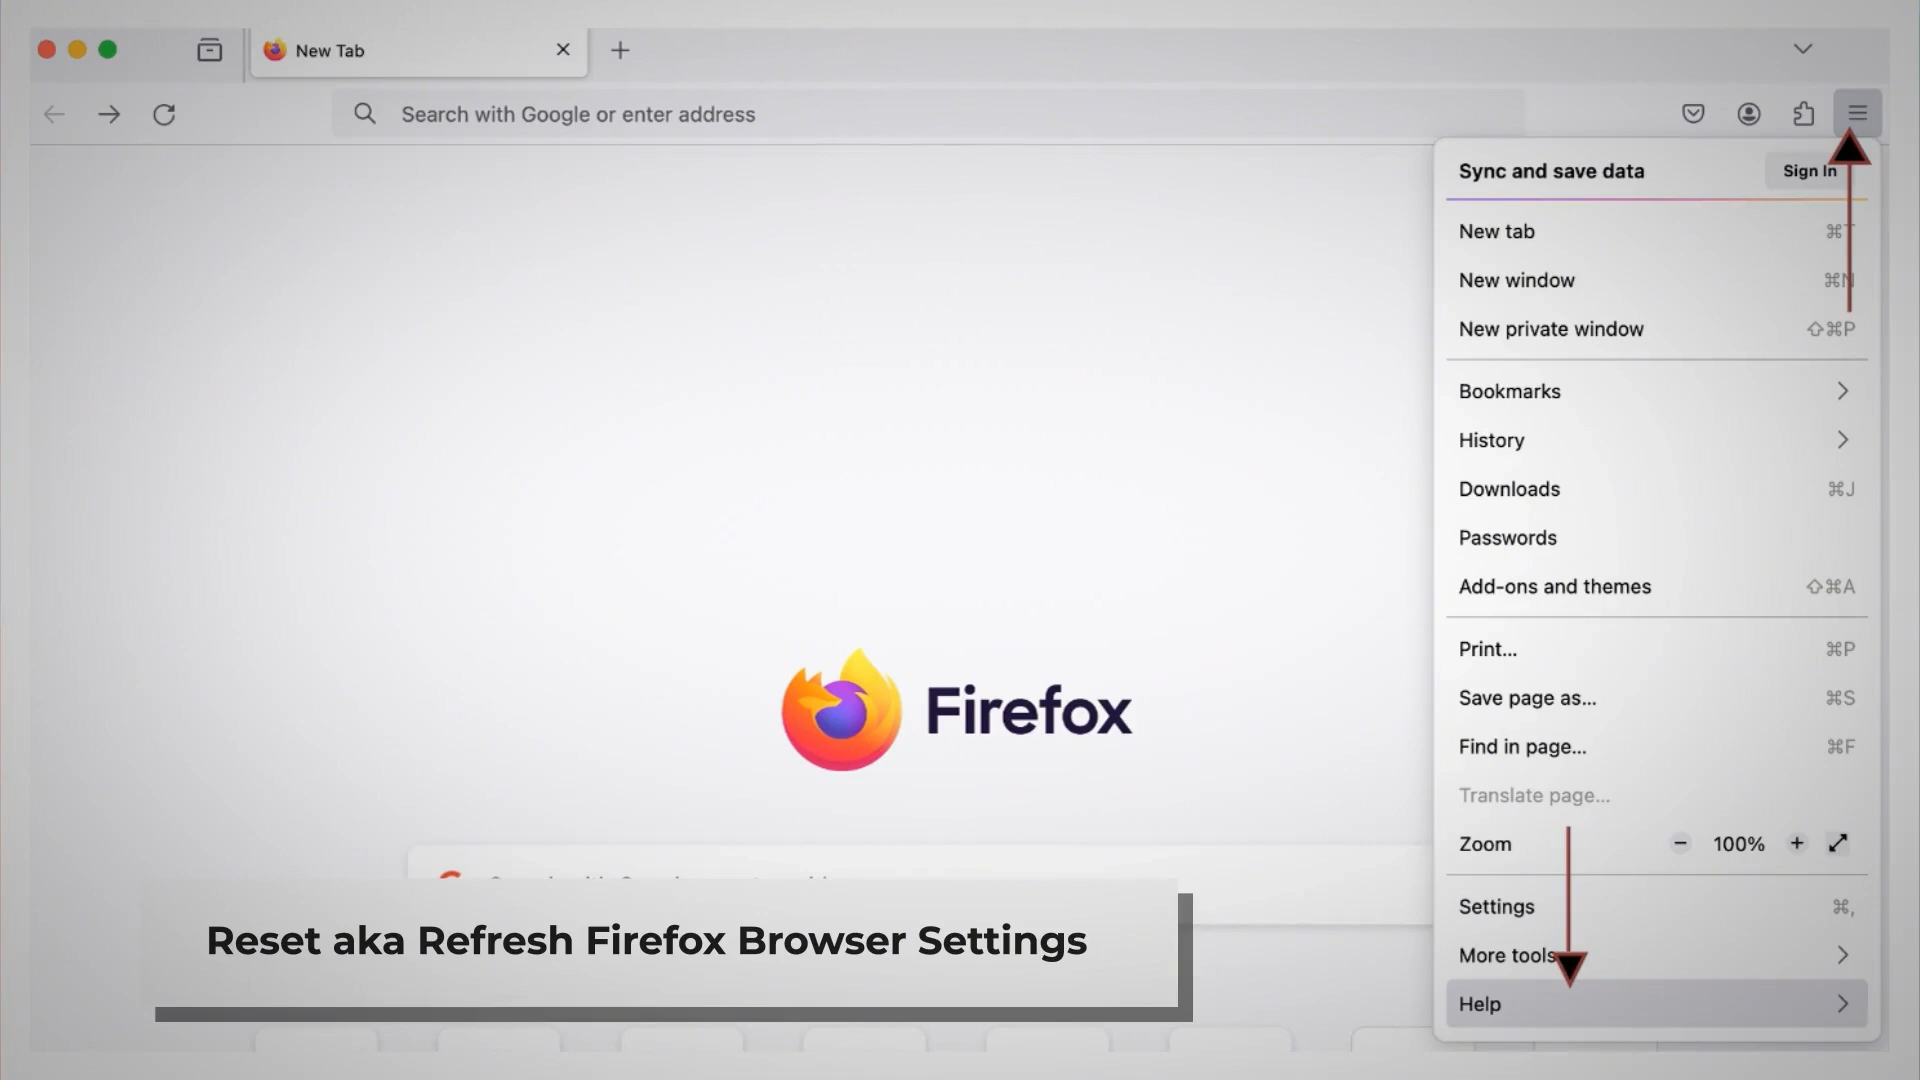 New Tab
Search with Google or enter address
Sync and save data
Sign In
New tab ⌘T
New window ⌘N
New private window ⇧⌘P
Bookmarks
History
Downloads ⌘J
Passwords
Add-ons and themes ⇧⌘A
Print... ⌘P
Save page as... ⌘S
Find in page... ⌘F
Translate page...
Zoom − 100% +
Settings ⌘,
More tools
Help
Firefox
Reset aka Refresh Firefox Browser Settings